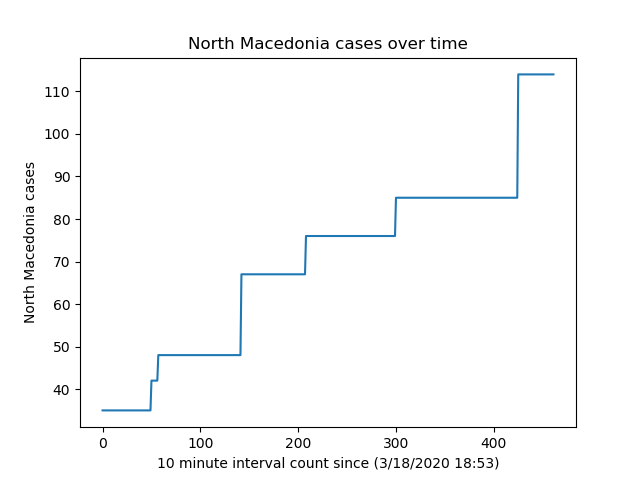 North Macedonia cases over time
110
100
90
80
70
60
50
40
North Macedonia cases
0 100 200 300 400
10 minute interval count since (3/18/2020 18:53)